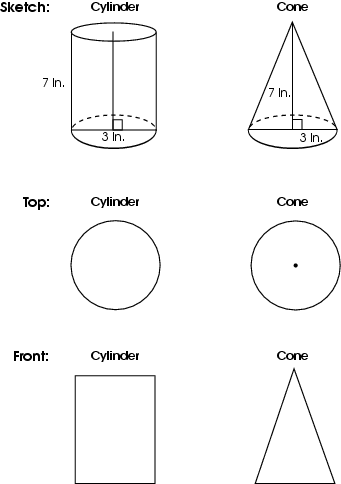 Sketch: Cylinder Cone
7 in.
7 in.
3 in. 3 in.
Top: Cylinder Cone
Front: Cylinder Cone